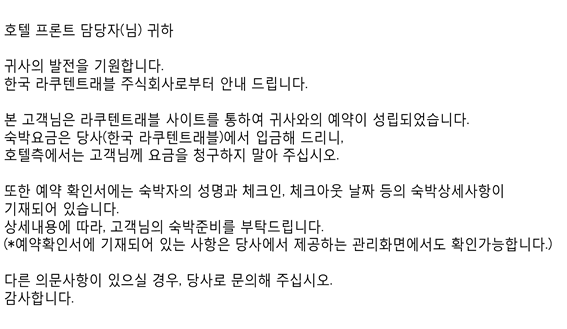 호텔 프론트 담당자(님) 귀하
귀사의 발전을 기원합니다.
한국 라쿠텐트래블 주식회사로부터 안내 드립니다.
본 고객님은 라쿠텐트래블 사이트를 통하여 귀사와의 예약이 성립되었습니다.
숙박요금은 당사(한국 라쿠텐트래블)에서 입금해 드리니,
호텔측에서는 고객님께 요금을 청구하지 말아 주십시오.
또한 예약 확인서에는 숙박자의 성명과 체크인, 체크아웃 날짜 등의 숙박상세사항이
기재되어 있습니다.
상세내용에 따라, 고객님의 숙박준비를 부탁드립니다.
(*예약확인서에 기재되어 있는 사항은 당사에서 제공하는 관리화면에서도 확인가능합니다.)
다른 의문사항이 있으실 경우, 당사로 문의해 주십시오.
감사합니다.